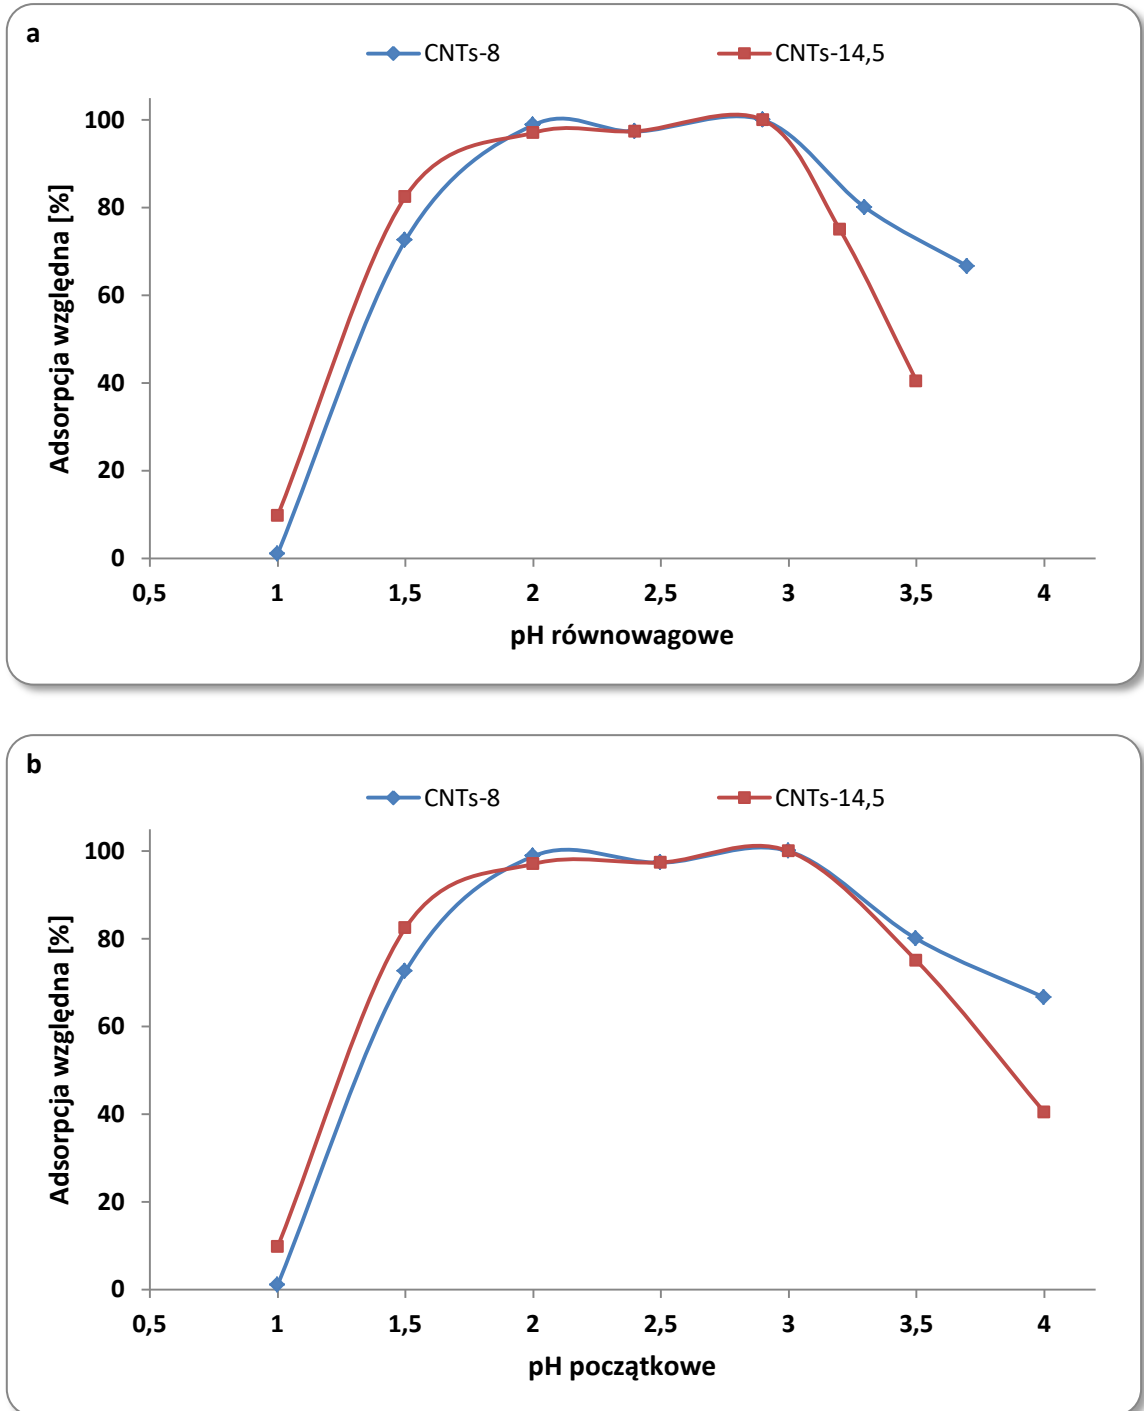 a
CNTs-8 CNTs-14,5
Adsorpcja względna [%]
100
80
60
40
20
0
0,5 1 1,5 2 2,5 3 3,5 4
pH równowagowe
b
CNTs-8 CNTs-14,5
Adsorpcja względna [%]
100
80
60
40
20
0
0,5 1 1,5 2 2,5 3 3,5 4
pH początkowe